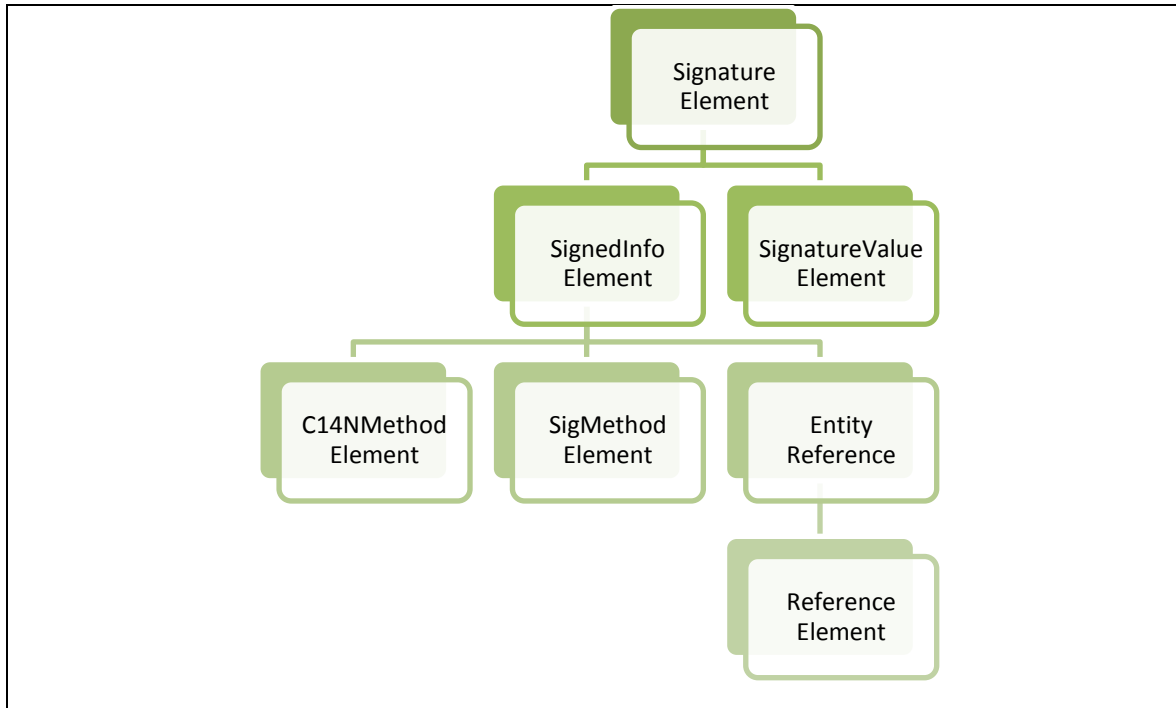 Signature
Element
SignedInfo
Element
SignatureValue
Element
C14NMethod
Element
SigMethod
Element
Entity
Reference
Reference
Element